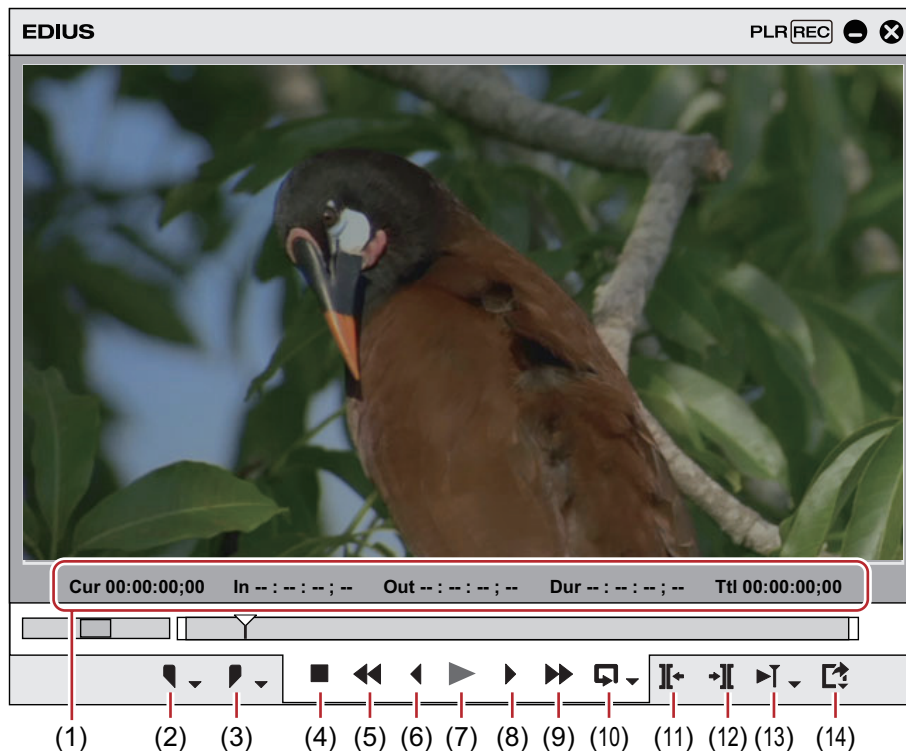 EDIUS PLR REC
Cur 00:00:00;00 In -- : -- : -- ; -- Out -- : -- : -- ; -- Dur -- : -- : -- ; -- Ttl 00:00:00;00
(1) (2) (3) (4) (5) (6) (7) (8) (9) (10) (11) (12) (13) (14)